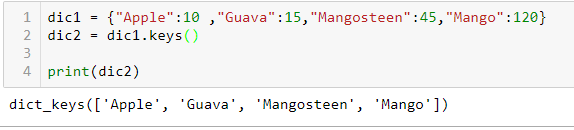 1 dic1 = {"Apple":10 ,"Guava":15,"Mangosteen":45,"Mango":120}
2 dic2 = dic1.keys()
3
4 print(dic2)
dict_keys(['Apple', 'Guava', 'Mangosteen', 'Mango'])